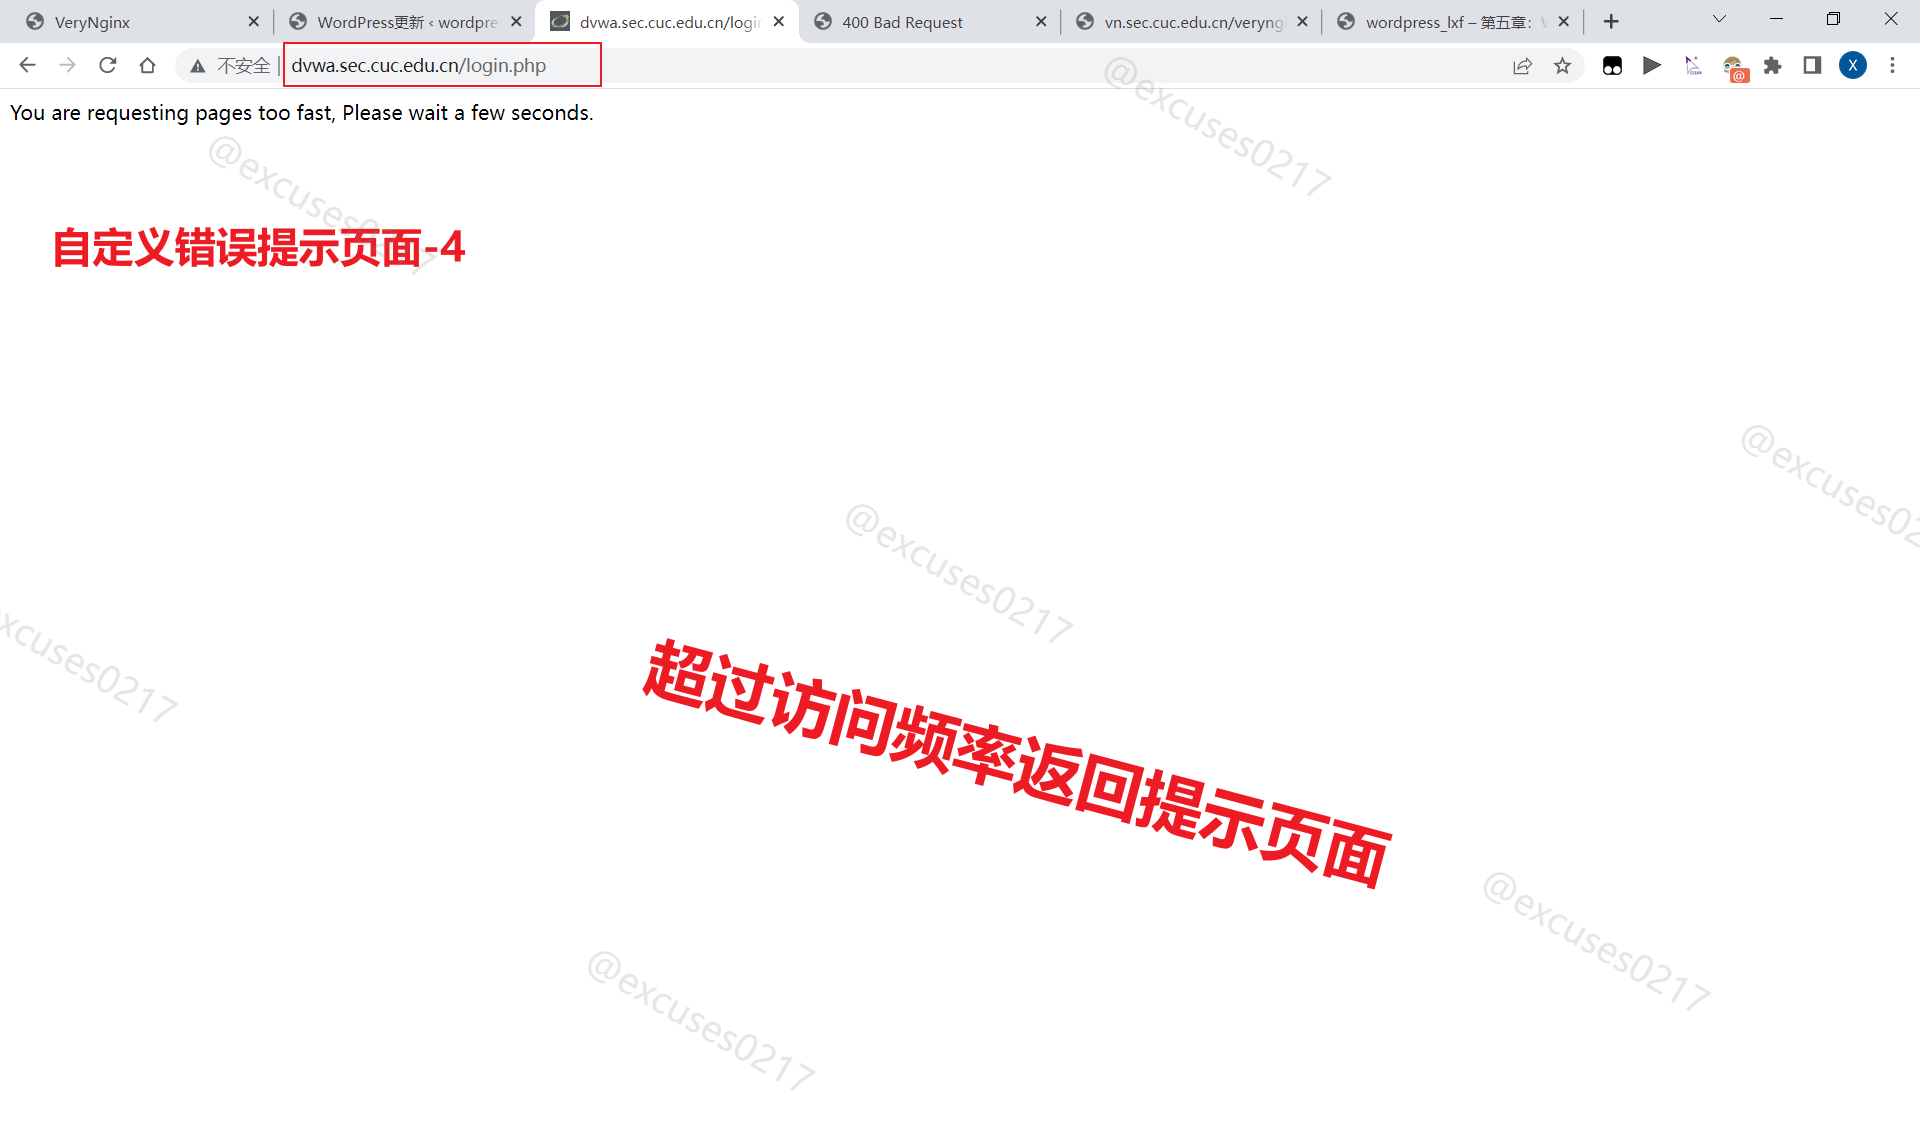 VeryNginx
WordPress更新 ‹ wordpre
dvwa.sec.cuc.edu.cn/login
400 Bad Request
vn.sec.cuc.edu.cn/veryng
wordpress_lxf – 第五章：W
不安全
dvwa.sec.cuc.edu.cn/login.php
X
You are requesting pages too fast, Please wait a few seconds.
@excuses0217
@excuses0217
自定义错误提示页面-4
@excuses02
@excuses0217
xcuses0217
超过访问频率返回提示页面
@excuses0217
@excuses0217